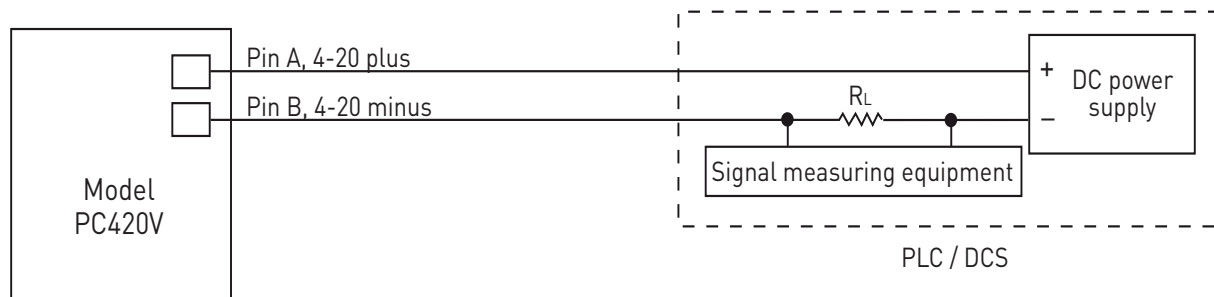 Pin A, 4-20 plus
+
DC power
supply
Pin B, 4-20 minus
RL
–
Signal measuring equipment
Model
PC420V
PLC / DCS